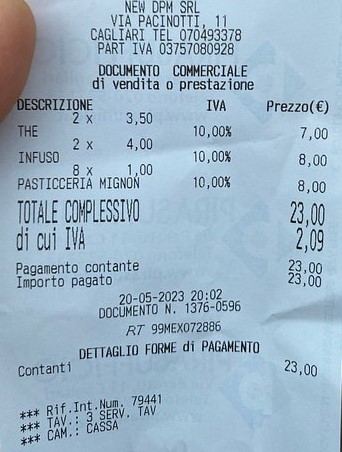 NEW DPM SRL
VIA PACINOTTI, 11
CAGLIARI TEL 070493378
PART IVA 03757080928
DOCUMENTO COMMERCIALE
di vendita o prestazione
DESCRIZIONE IVA Prezzo(€)
2 x 3,50
THE 10,00% 7,00
2 x 4,00
INFUSO 10,00% 8,00
8 x 1,00
PASTICCERIA MIGNON 10,00% 8,00
TOTALE COMPLESSIVO 23,00
di cui IVA 2,09
Pagamento contante 23,00
Importo pagato 23,00
20-05-2023 20:02
DOCUMENTO N. 1376-0596
RT 99MEX072886
DETTAGLIO FORME di PAGAMENTO
Contanti 23,00
*** Rif.Int.Num. 79441
*** TAV.: 3 SERV. TAV
*** CAM.: CASSA